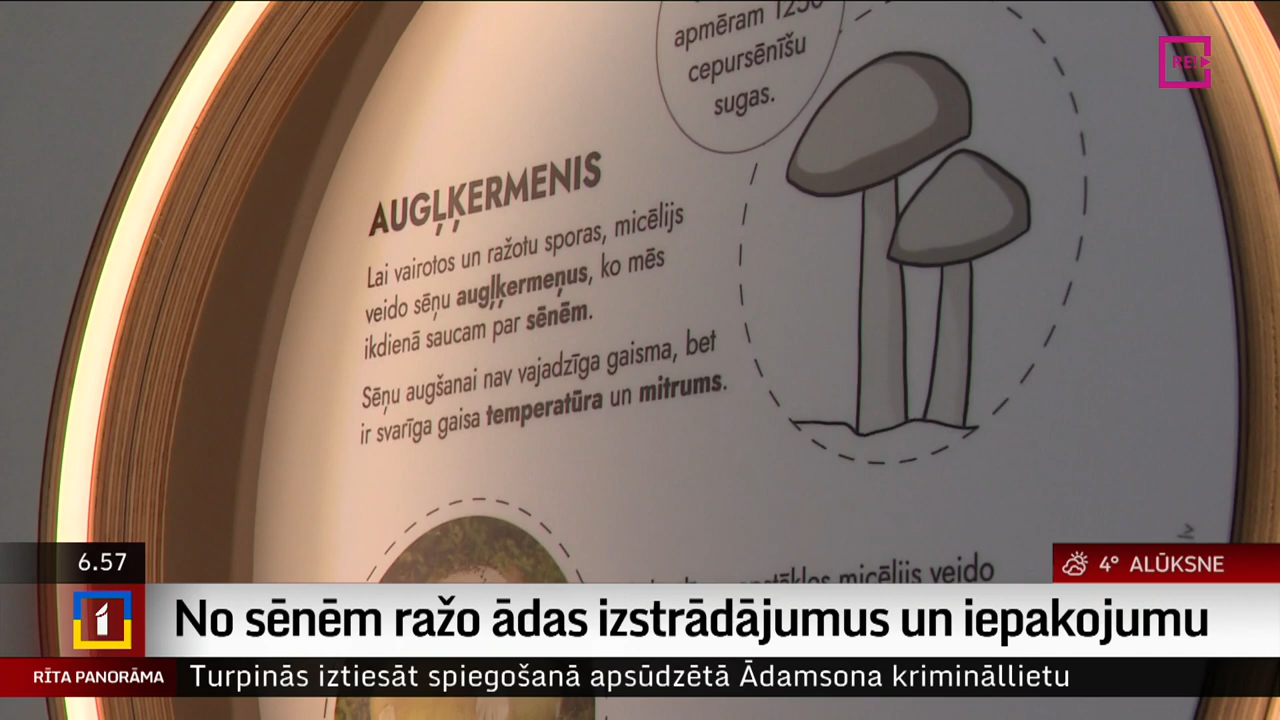 apmēram
cepursēnīšu
sugas.
RE!
AUGĻĶERMENIS
Lai vairotos un ražotu sporas, micēlijs
veido sēņu augļķermeņus, ko mēs
ikdienā saucam par sēnēm.
Sēņu augšanai nav vajadzīga gaisma, bet
ir svarīga gaisa temperatūra un mitrums.
micēlijs veido
6.57
4° ALŪKSNE
1
No sēnēm ražo ādas izstrādājumus un iepakojumu
RĪTA PANORĀMA
Turpinās iztiesāt spiegošanā apsūdzētā Ādamsona krimināllietu